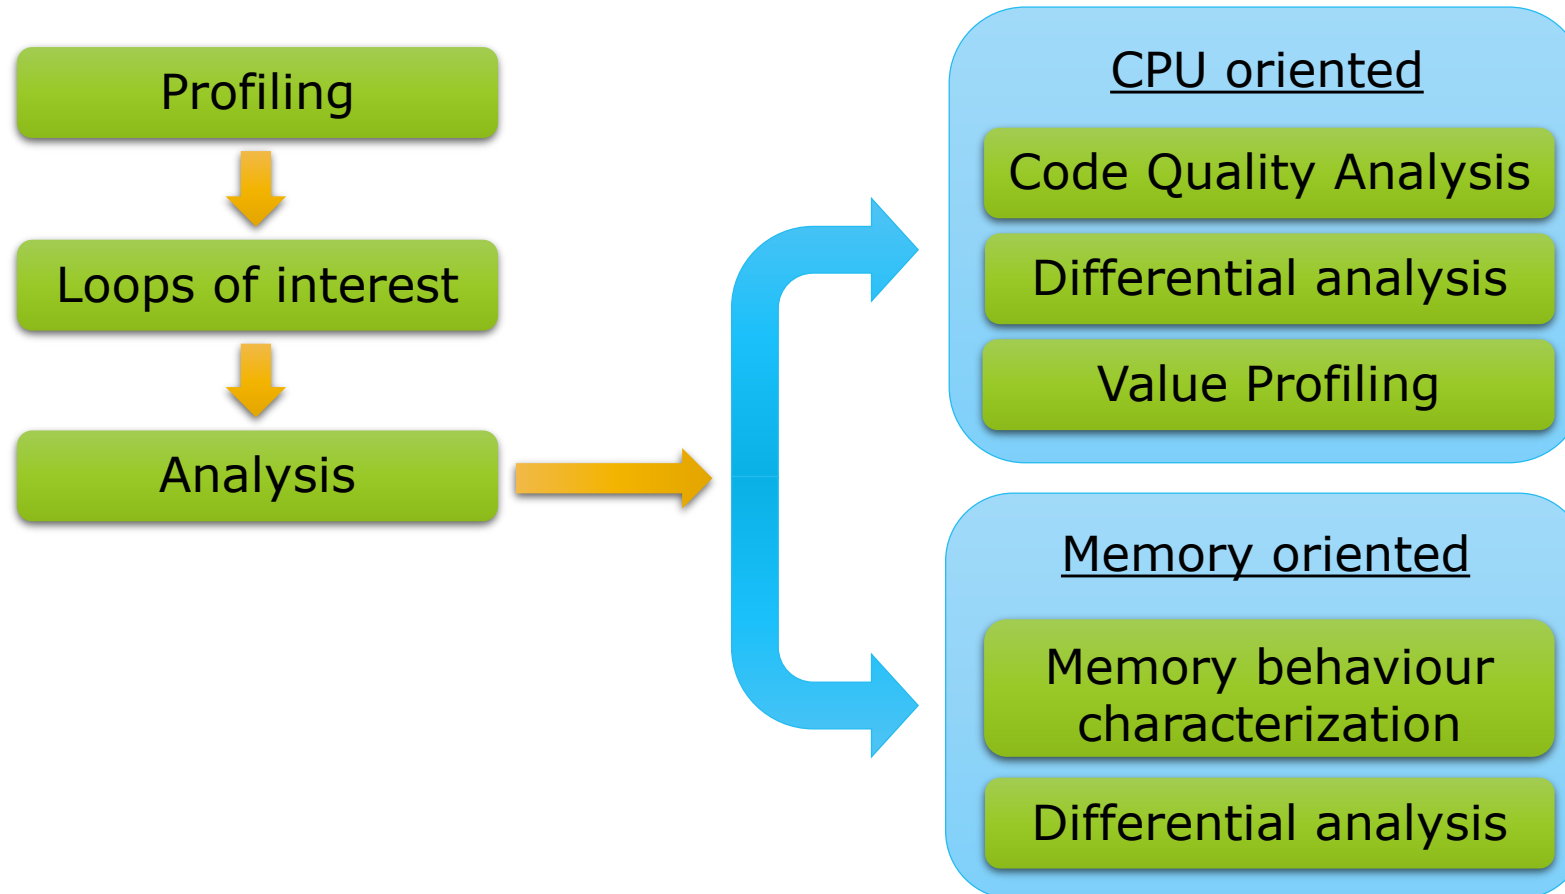 Profiling
Loops of interest
Analysis
CPU oriented
Code Quality Analysis
Differential analysis
Value Profiling
Memory oriented
Memory behaviour
characterization
Differential analysis